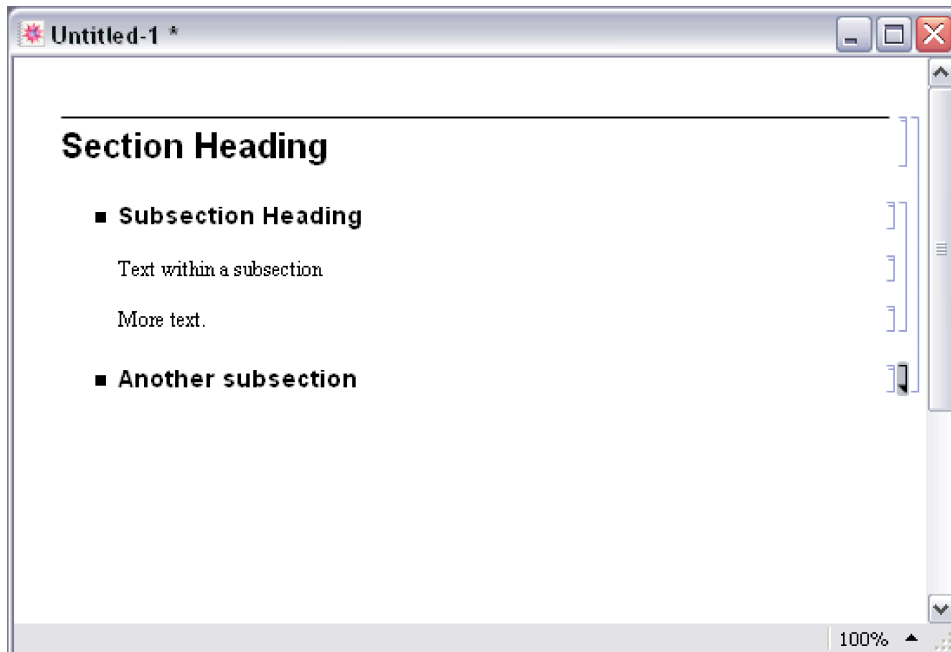 Untitled-1 *
Section Heading
Subsection Heading
Text within a subsection
More text.
Another subsection
100%